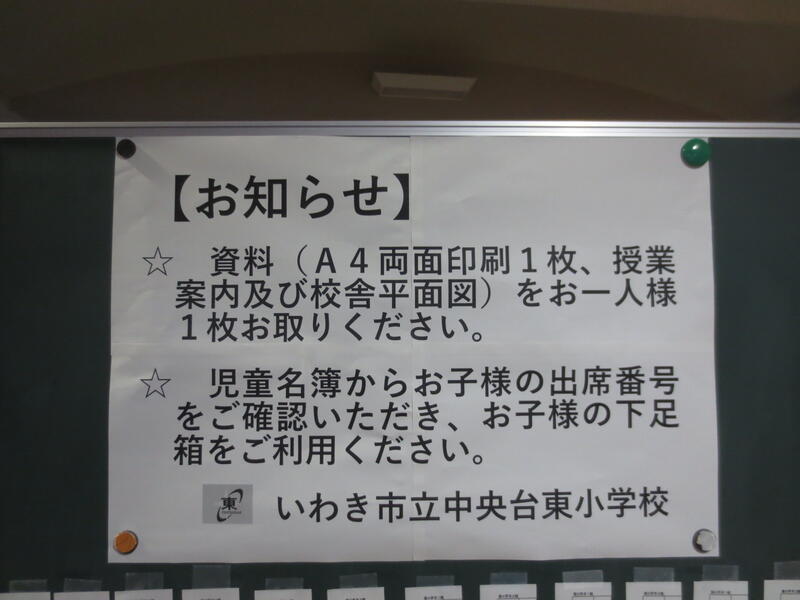 【お知らせ】
☆　資料（Ａ４両面印刷１枚、授業
案内及び校舎平面図）をお一人様
１枚お取りください。
☆　児童名簿からお子様の出席番号
をご確認いただき、お子様の下足
箱をご利用ください。
東
いわき市立中央台東小学校